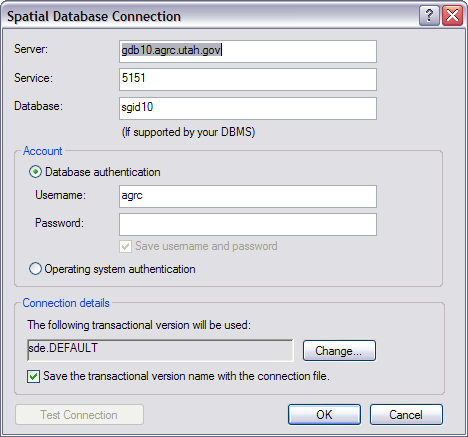 Spatial Database Connection
Server: gdb10.agrc.utah.gov
Service: 5151
Database: sgid10
(If supported by your DBMS)
Account
Database authentication
Username: agrc
Password:
Save username and password
Operating system authentication
Connection details
The following transactional version will be used:
sde.DEFAULT Change...
Save the transactional version name with the connection file.
Test Connection OK Cancel